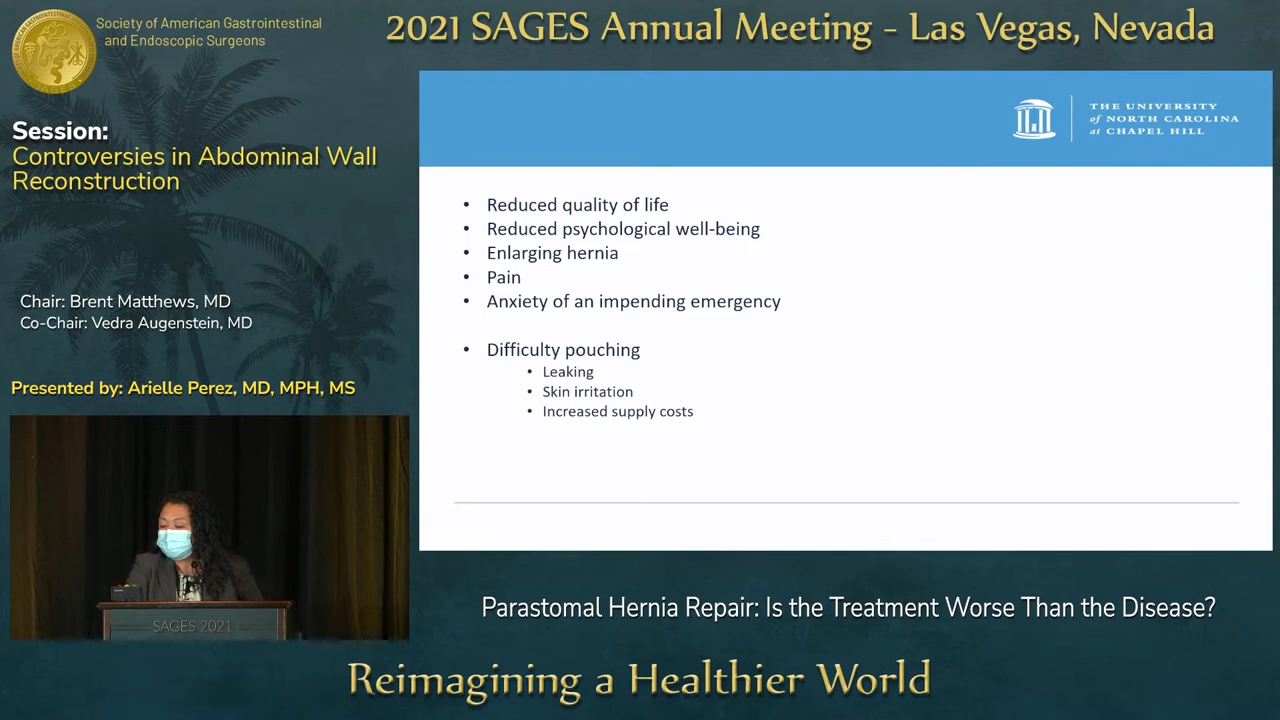 Society of American Gastrointestinal
and Endoscopic Surgeons
2021 SAGES Annual Meeting - Las Vegas, Nevada
Session:
Controversies in Abdominal Wall
Reconstruction
Chair: Brent Matthews, MD
Co-Chair: Vedra Augenstein, MD
Presented by: Arielle Perez, MD, MPH, MS
SAGES 2021
THE UNIVERSITY
of NORTH CAROLINA
at CHAPEL HILL
• Reduced quality of life
• Reduced psychological well-being
• Enlarging hernia
• Pain
• Anxiety of an impending emergency
• Difficulty pouching
• Leaking
• Skin irritation
• Increased supply costs
Parastomal Hernia Repair: Is the Treatment Worse Than the Disease?
Reimagining a Healthier World